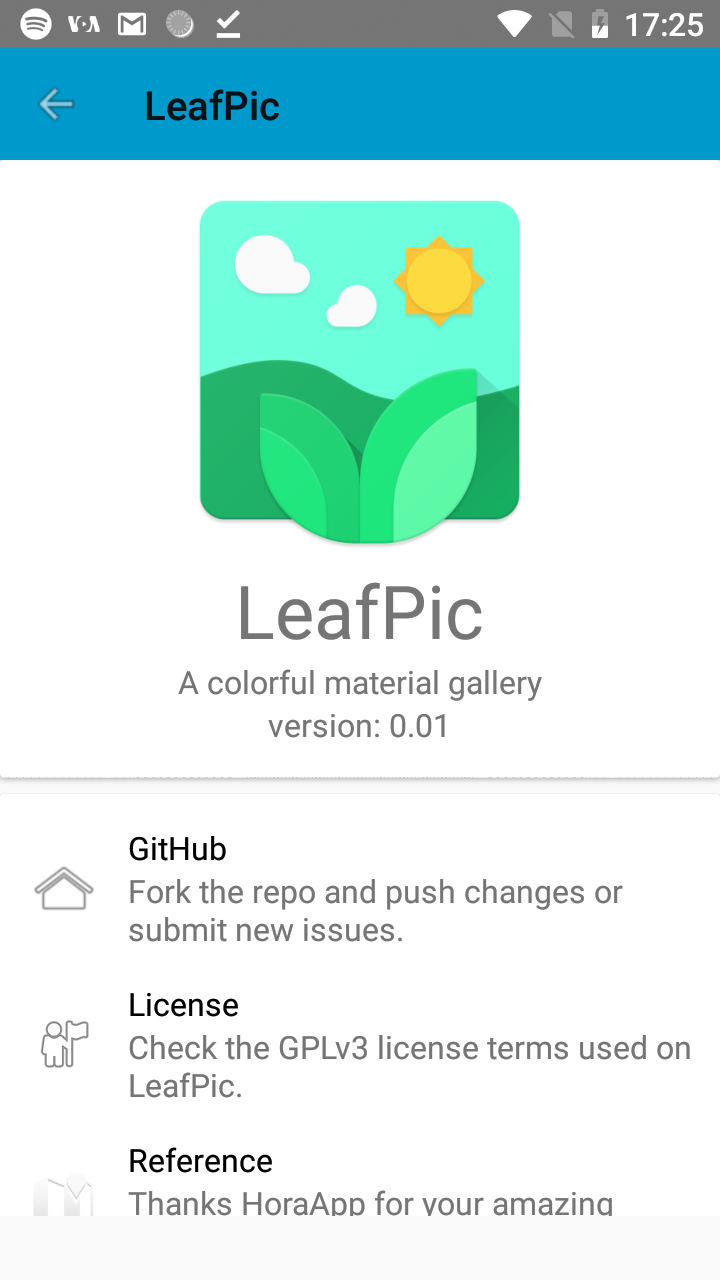 VOA
17:25
LeafPic
LeafPic
A colorful material gallery
version: 0.01
GitHub
Fork the repo and push changes or
submit new issues.
License
Check the GPLv3 license terms used on
LeafPic.
Reference
Thanks HoraApp for your amazing